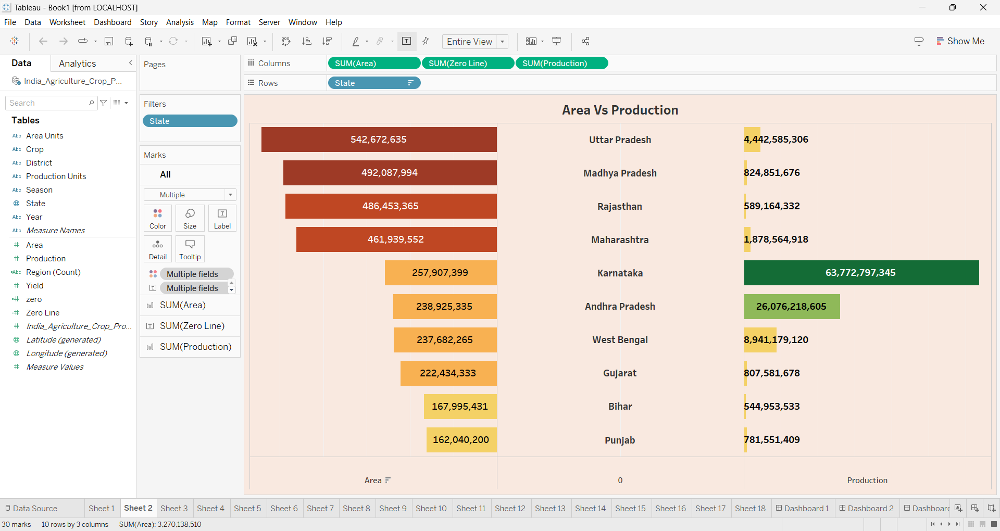 Tableau - Book1 [from LOCALHOST]
File Data Worksheet Dashboard Story Analysis Map Format Server Window Help
Entire View
Show Me
Data
Analytics
India_Agriculture_Crop_P...
Search
Tables
Abc Area Units
Abc Crop
Abc District
Abc Production Units
Abc Season
State
Abc Year
Abc Measure Names
# Area
# Production
=Abc Region (Count)
# Yield
=# zero
=# Zero Line
# India_Agriculture_Crop_Pro...
Latitude (generated)
Longitude (generated)
# Measure Values
Pages
Filters
State
Marks
All
Multiple
Color Size Label
Detail Tooltip
Multiple fields
Multiple fields
SUM(Area)
SUM(Zero Line)
SUM(Production)
Columns SUM(Area) SUM(Zero Line) SUM(Production)
Rows State
Area Vs Production
542,672,635 Uttar Pradesh 4,442,585,306
492,087,994 Madhya Pradesh 824,851,676
486,453,365 Rajasthan 589,164,332
461,939,552 Maharashtra 1,878,564,918
257,907,399 Karnataka 63,772,797,345
238,925,335 Andhra Pradesh 26,076,218,605
237,682,265 West Bengal 8,941,179,120
222,434,333 Gujarat 807,581,678
167,995,431 Bihar 544,953,533
162,040,200 Punjab 781,551,409
Area 0 Production
Data Source Sheet 1 Sheet 2 Sheet 3 Sheet 4 Sheet 5 Sheet 6 Sheet 7 Sheet 8 Sheet 9 Sheet 10 Sheet 11 Sheet 12 Sheet 13 Sheet 14 Sheet 15 Sheet 16 Sheet 17 Sheet 18 Dashboard 1 Dashboard 2 Dashboar
30 marks 10 rows by 3 columns SUM(Area): 3,270,138,510